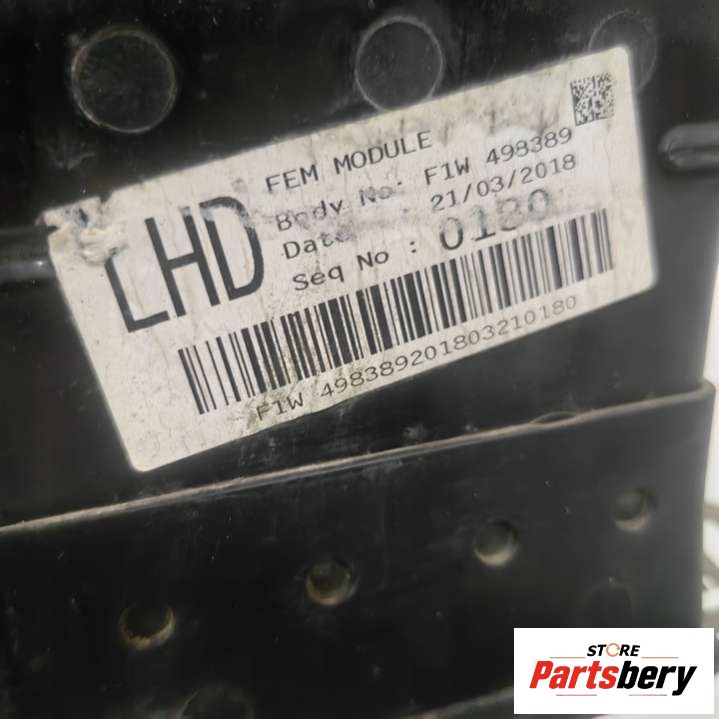 LHD
FEM MODULE
Body No: F1W 498389
Date : 21/03/2018
Seq No : 0180
F1W 498389201803210180
STORE
Partsbery